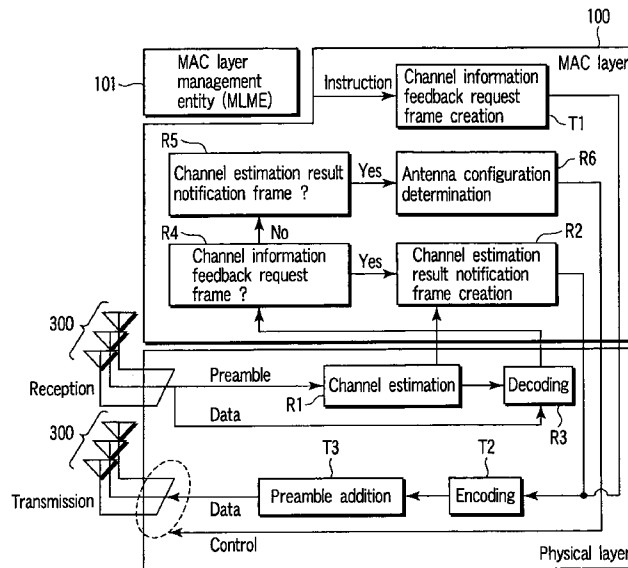 100
MAC layer
101
MAC layer
management
entity (MLME)
Instruction
Channel information
feedback request
frame creation
T1
R5
Channel estimation result
notification frame ?
Yes
R6
Antenna configuration
determination
No
R4
Channel information
feedback request
frame ?
Yes
R2
Channel estimation
result notification
frame creation
300
Reception
Preamble
Data
R1
Channel estimation
Decoding
R3
300
Transmission
T3
Preamble addition
T2
Encoding
Data
Control
Physical layer